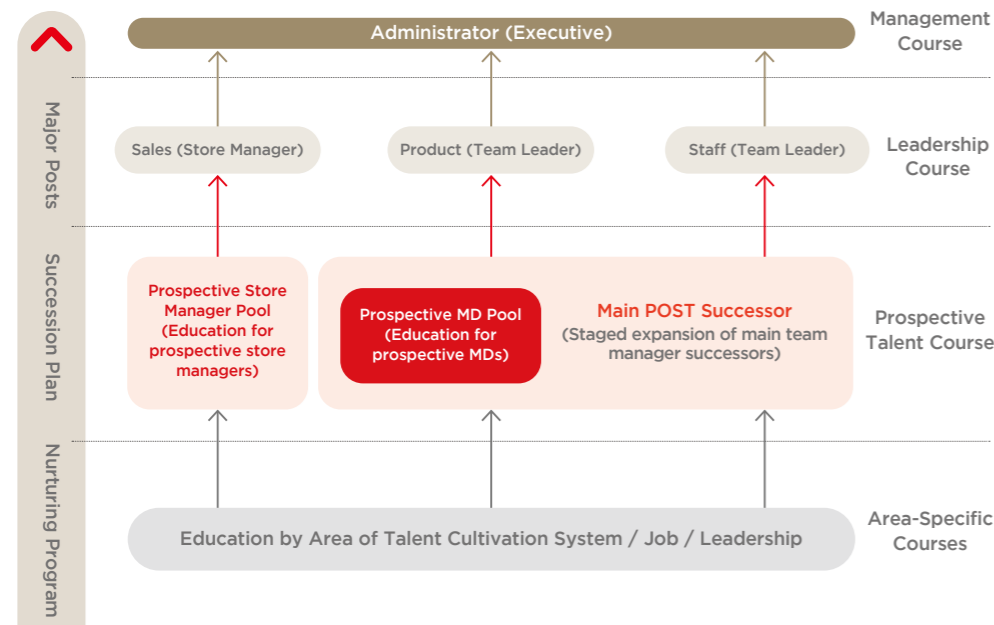 Administrator (Executive)
Management
Course
Major Posts
Sales (Store Manager)
Product (Team Leader)
Staff (Team Leader)
Leadership
Course
Succession Plan
Prospective Store
Manager Pool
(Education for
prospective store
managers)
Prospective MD Pool
(Education for
prospective MDs)
Main POST Successor
(Staged expansion of main team
manager successors)
Prospective
Talent Course
Nurturing Program
Education by Area of Talent Cultivation System / Job / Leadership
Area-Specific
Courses